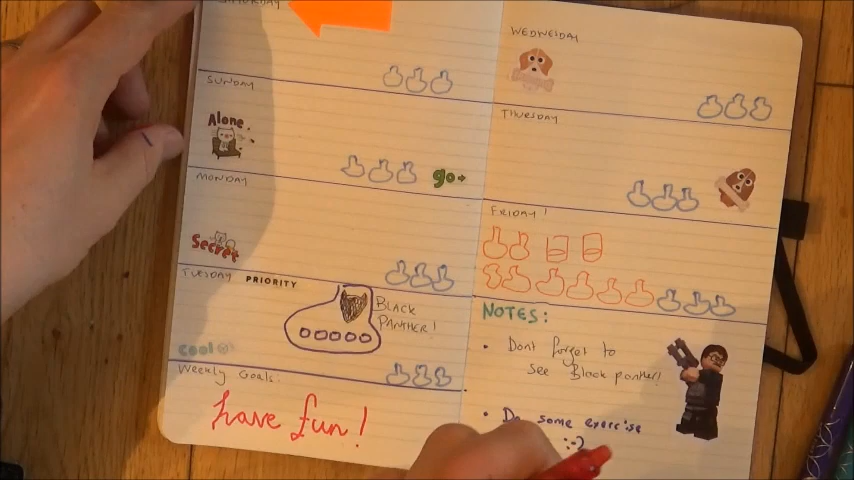 SATURDAY
SUNDAY
Alone
go→
MONDAY
Secret
TUESDAY PRIORITY
BLACK
PANTHER!
cool
Weekly Goals:
have fun!
WEDNESDAY
THURSDAY
FRIDAY!
NOTES:
• Dont forget to
see Black panther!
• Do some exercise
:-)